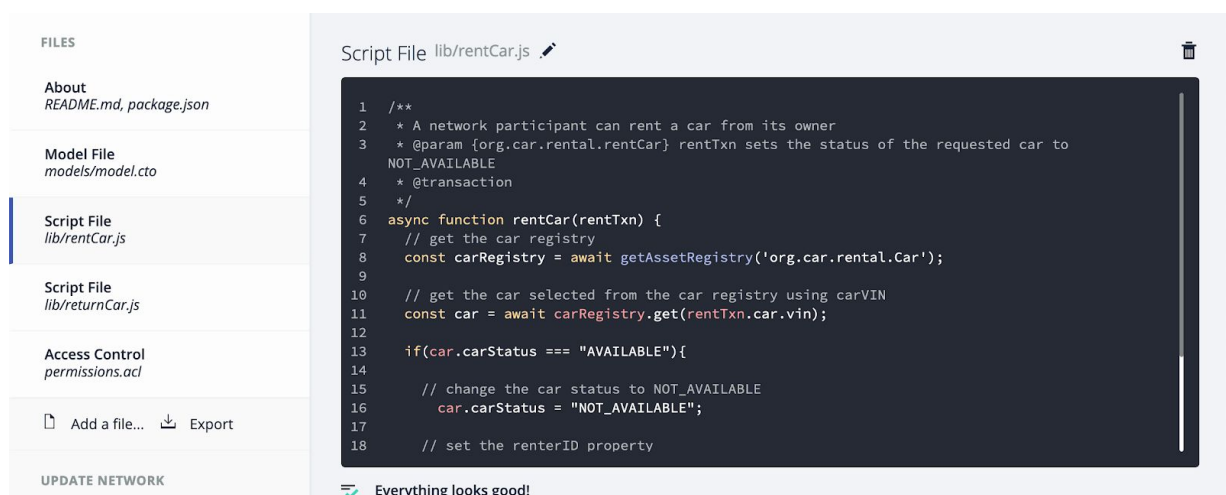 FILES
About
README.md, package.json
Model File
models/model.cto
Script File
lib/rentCar.js
Script File
lib/returnCar.js
Access Control
permissions.acl
Add a file... Export
UPDATE NETWORK
Script File lib/rentCar.js
1 /**
2 * A network participant can rent a car from its owner
3 * @param {org.car.rental.rentCar} rentTxn sets the status of the requested car to
NOT_AVAILABLE
4 * @transaction
5 */
6 async function rentCar(rentTxn) {
7 // get the car registry
8 const carRegistry = await getAssetRegistry('org.car.rental.Car');
9
10 // get the car selected from the car registry using carVIN
11 const car = await carRegistry.get(rentTxn.car.vin);
12
13 if(car.carStatus === "AVAILABLE"){
14
15 // change the car status to NOT_AVAILABLE
16 car.carStatus = "NOT_AVAILABLE";
17
18 // set the renterID property
Everything looks good!